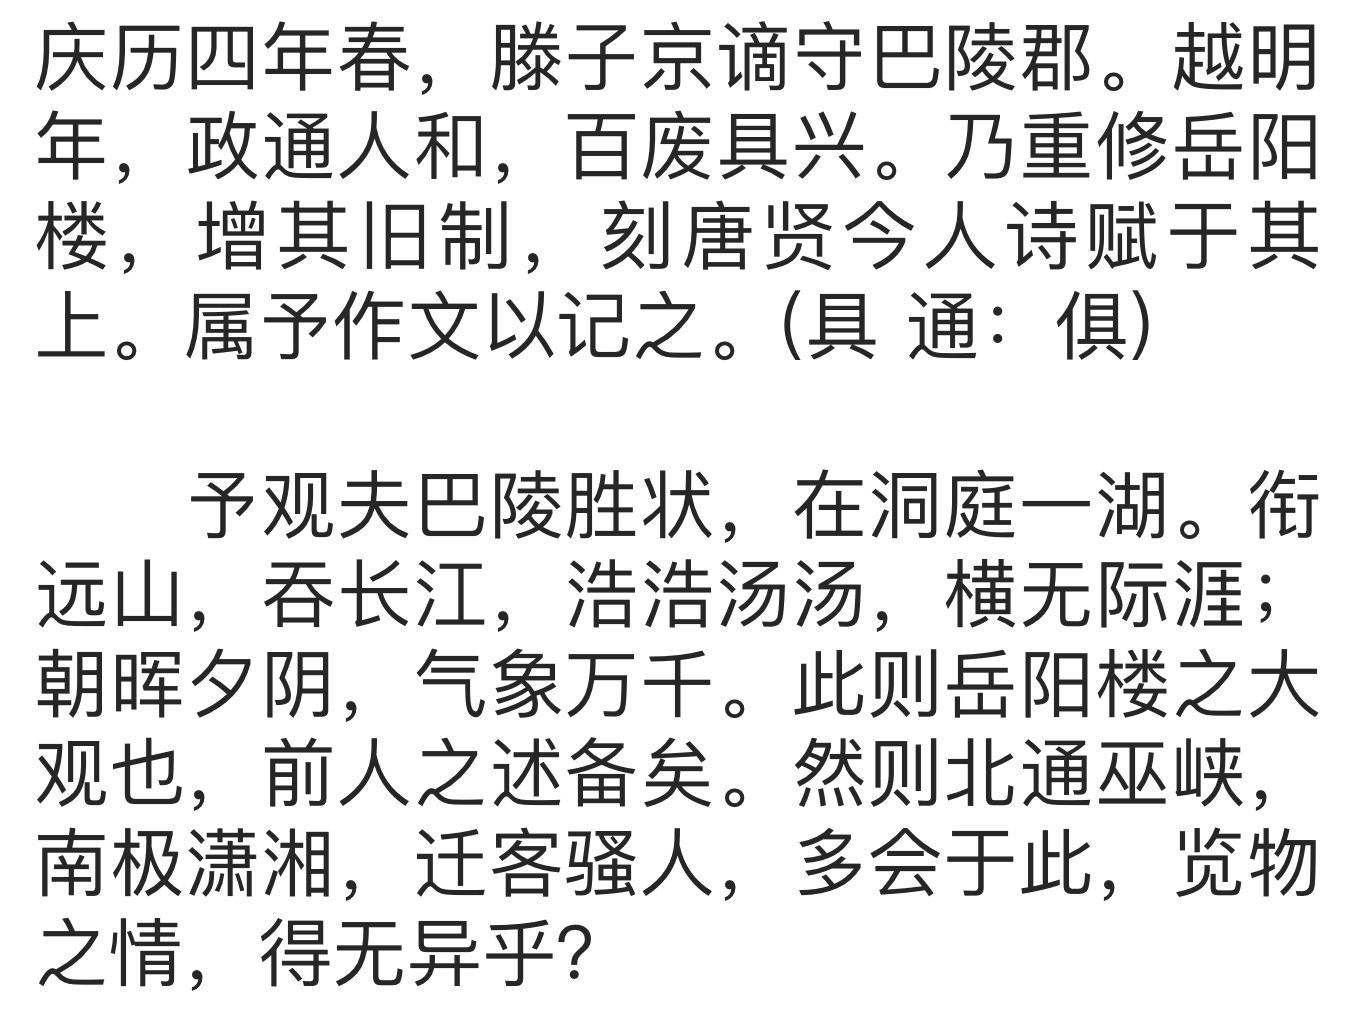 庆历四年春，滕子京谪守巴陵郡。越明
年，政通人和，百废具兴。乃重修岳阳
楼，增其旧制，刻唐贤今人诗赋于其
上。属予作文以记之。(具 通：俱)
予观夫巴陵胜状，在洞庭一湖。衔
远山，吞长江，浩浩汤汤，横无际涯；
朝晖夕阴，气象万千。此则岳阳楼之大
观也，前人之述备矣。然则北通巫峡，
南极潇湘，迁客骚人，多会于此，览物
之情，得无异乎?